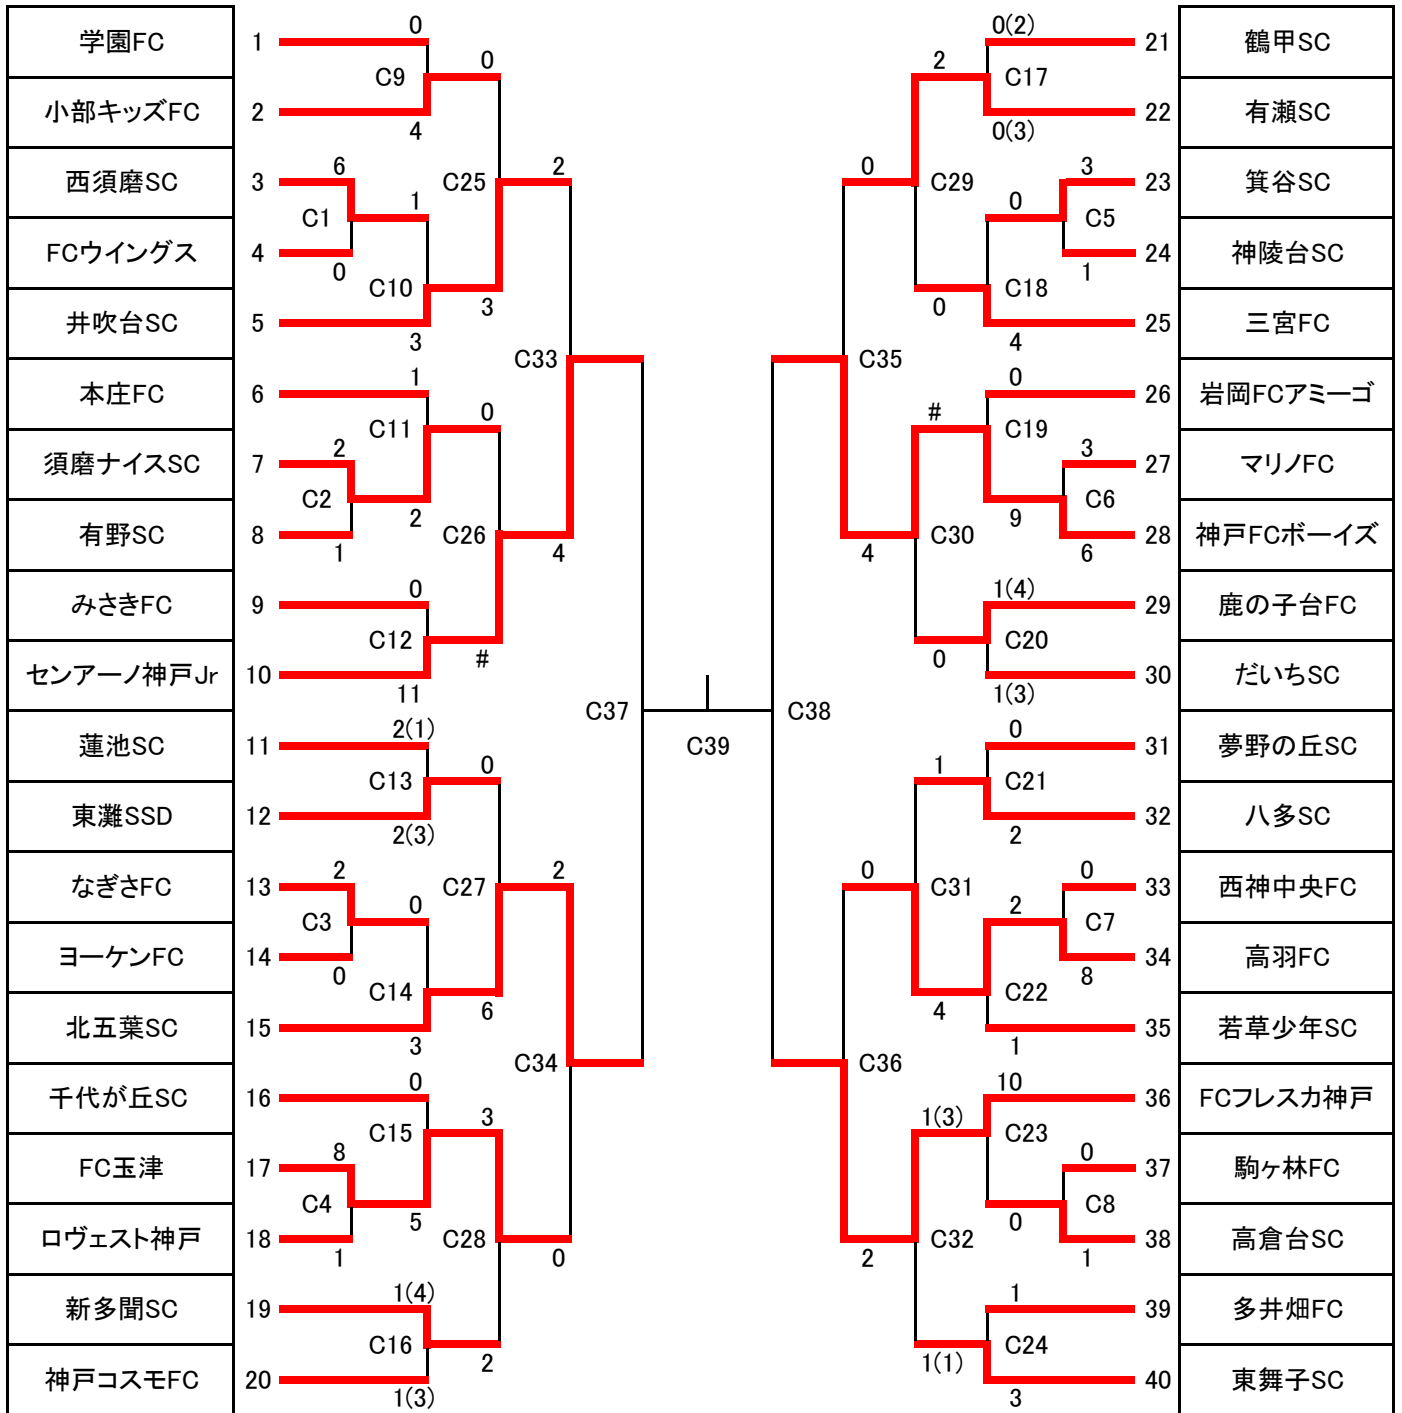 0
0(2)
学園FC 1
21 鶴甲SC
0
2
C9
C17
小部キッズFC 2
22 有瀬SC
4
0(3)
6
2
0
3
西須磨SC 3
C25
C29
23 箕谷SC
1
0
C1
C5
FCウイングス 4
24 神陵台SC
0
1
C10
C18
3
0
井吹台SC 5
25 三宮FC
3
4
C33
C35
1
0
本庄FC 6
26 岩岡FCアミーゴ
0
#
C11
C19
2
3
須磨ナイスSC 7
27 マリノFC
C2
C6
2
9
有野SC 8
C26
C30
28 神戸FCボーイズ
1
4
4
6
0
1(4)
みさきFC 9
29 鹿の子台FC
C12
C20
#
0
センアーノ神戸Jr 10
30 だいちSC
11
1(3)
C37
C38
2(1)
0
蓮池SC 11
C39
31 夢野の丘SC
0
1
C13
C21
東灘SSD 12
32 八多SC
2(3)
2
2
2
0
0
なぎさFC 13
C27
C31
33 西神中央FC
0
2
C3
C7
ヨーケンFC 14
34 高羽FC
0
8
C14
C22
6
4
北五葉SC 15
35 若草少年SC
3
1
C34
C36
0
10
千代が丘SC 16
36 FCフレスカ神戸
3
1(3)
C15
C23
8
0
FC玉津 17
37 駒ヶ林FC
C4
C8
5
0
ロヴェスト神戸 18
C28
C32
38 高倉台SC
1
0
2
1
1(4)
1
新多聞SC 19
39 多井畑FC
C16
C24
2
1(1)
神戸コスモFC 20
40 東舞子SC
1(3)
3